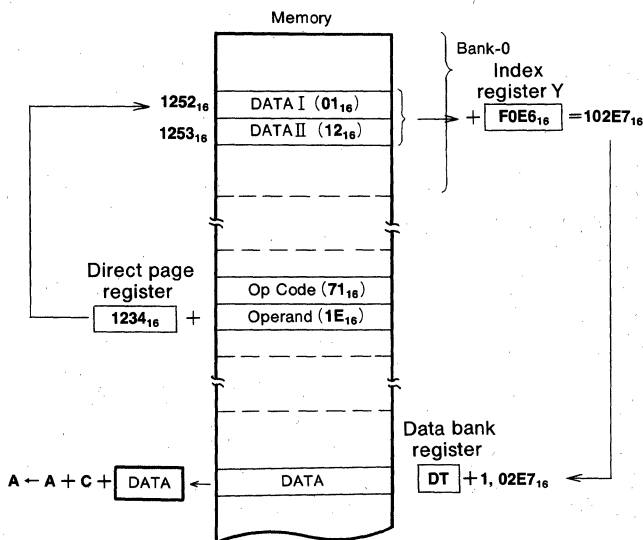 Memory
Bank-0
Index
register Y
1252₁₆ DATA I (01₁₆) + F0E6₁₆ =102E7₁₆
1253₁₆ DATA II (12₁₆)
Direct page
register
Op Code (71₁₆)
1234₁₆ + Operand (1E₁₆)
Data bank
register
A ← A + C + DATA ← DATA DT +1, 02E7₁₆